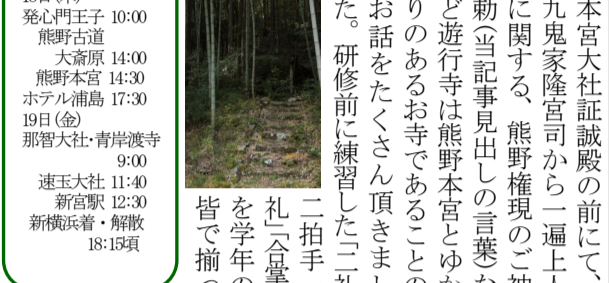 本宮大社証誠殿の前にて、
九鬼家隆宮司から一遍上人
に関する、熊野権現のご神
勅(当記事見出しの言葉)な
ど遊行寺は熊野本宮とゆか
りのあるお寺であることの
お話をたくさん頂きまし
た。研修前に練習した「二礼
二拍手
礼」「合掌
を学年の
皆で揃っ
発心門王子 10:00
熊野古道
大斎原 14:00
熊野本宮 14:30
ホテル浦島 17:30
19日(金)
那智大社・青岸渡寺
9:00
速玉大社 11:40
新宮駅 12:30
新横浜着・解散
18:15頃